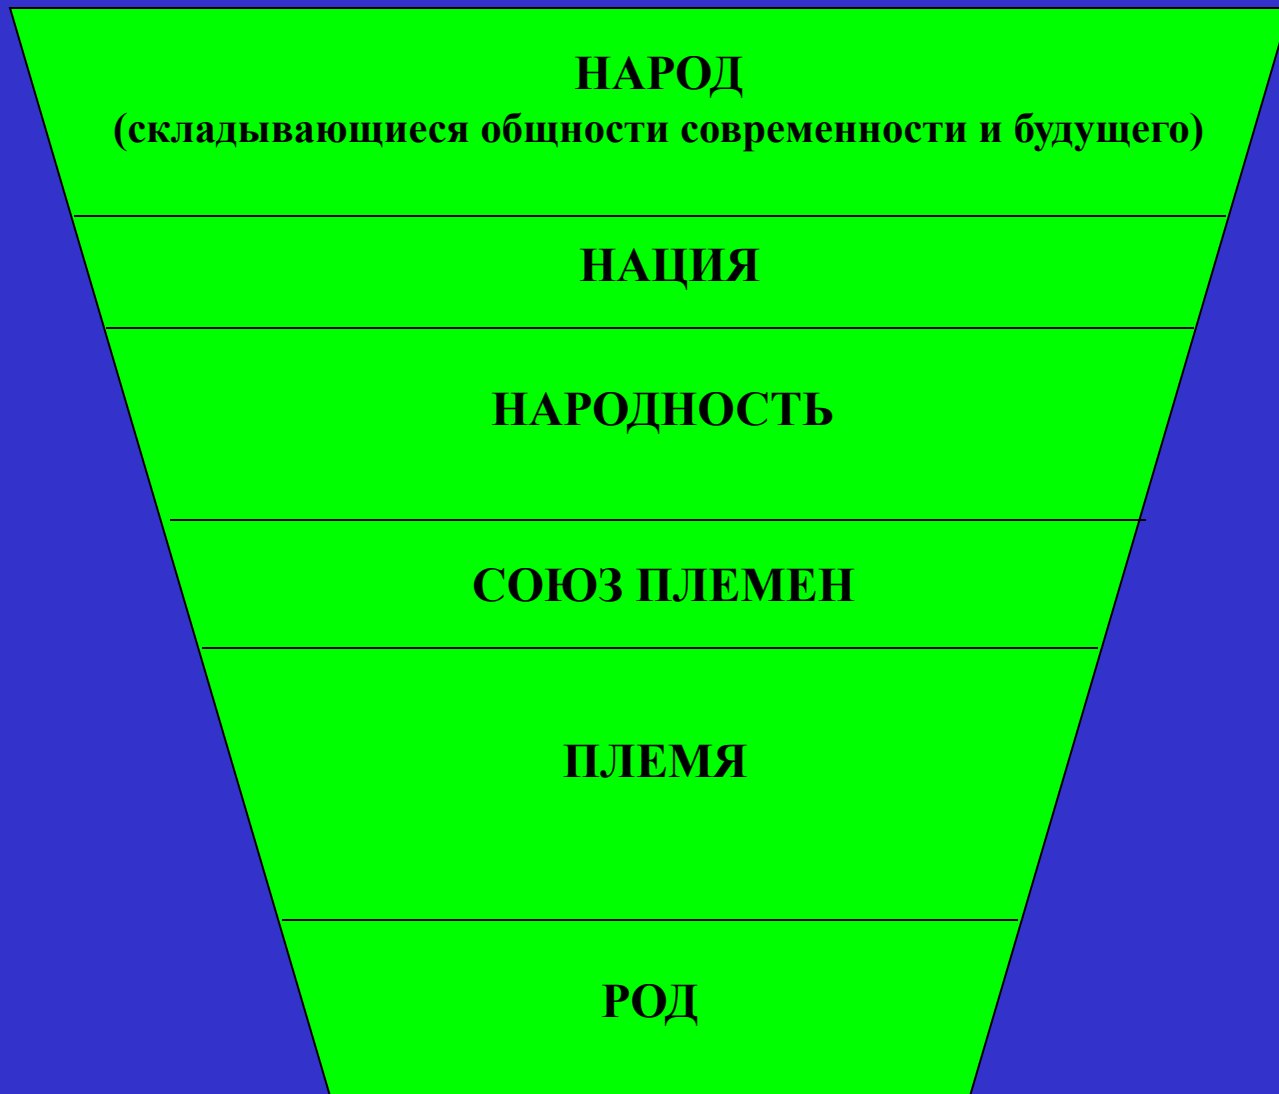 НАРОД
(складывающиеся общности современности и будущего)
НАЦИЯ
НАРОДНОСТЬ
СОЮЗ ПЛЕМЕН
ПЛЕМЯ
РОД